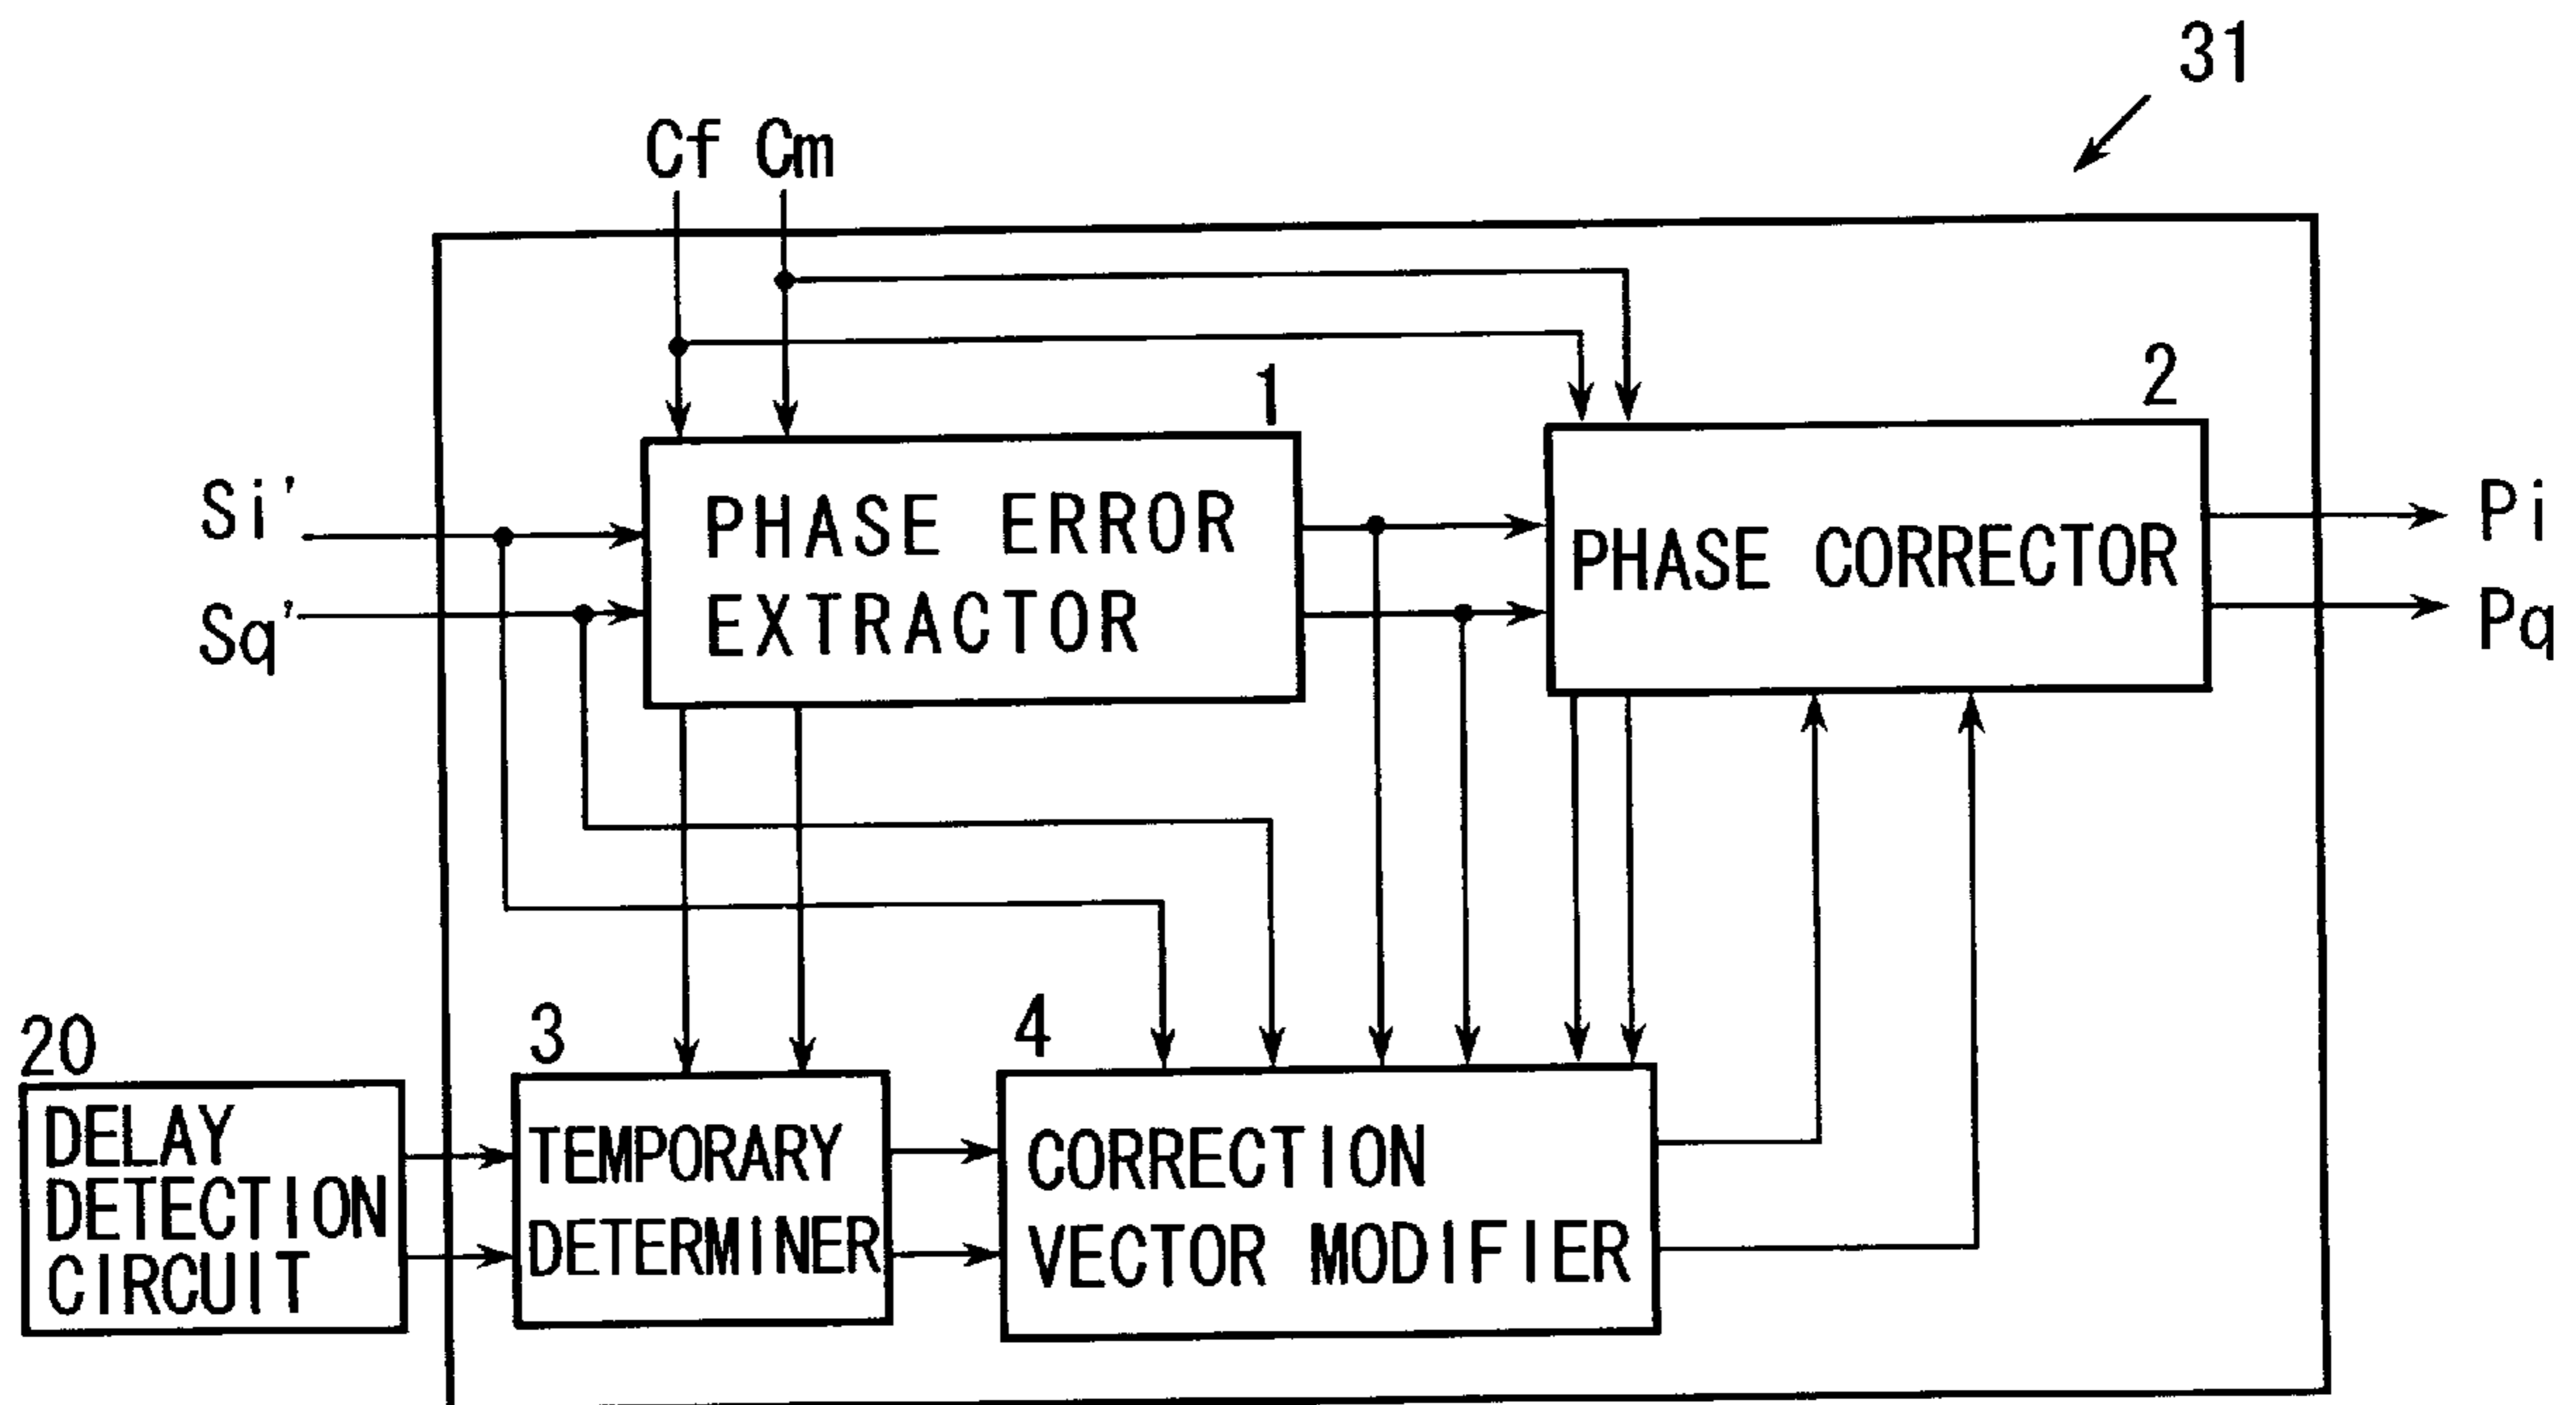 31
Cf Cm
1
2
Si'
PHASE ERROR
EXTRACTOR
PHASE CORRECTOR
Pi
Sq'
Pq
20
3
4
DELAY
DETECTION
CIRCUIT
TEMPORARY
DETERMINER
CORRECTION
VECTOR MODIFIER